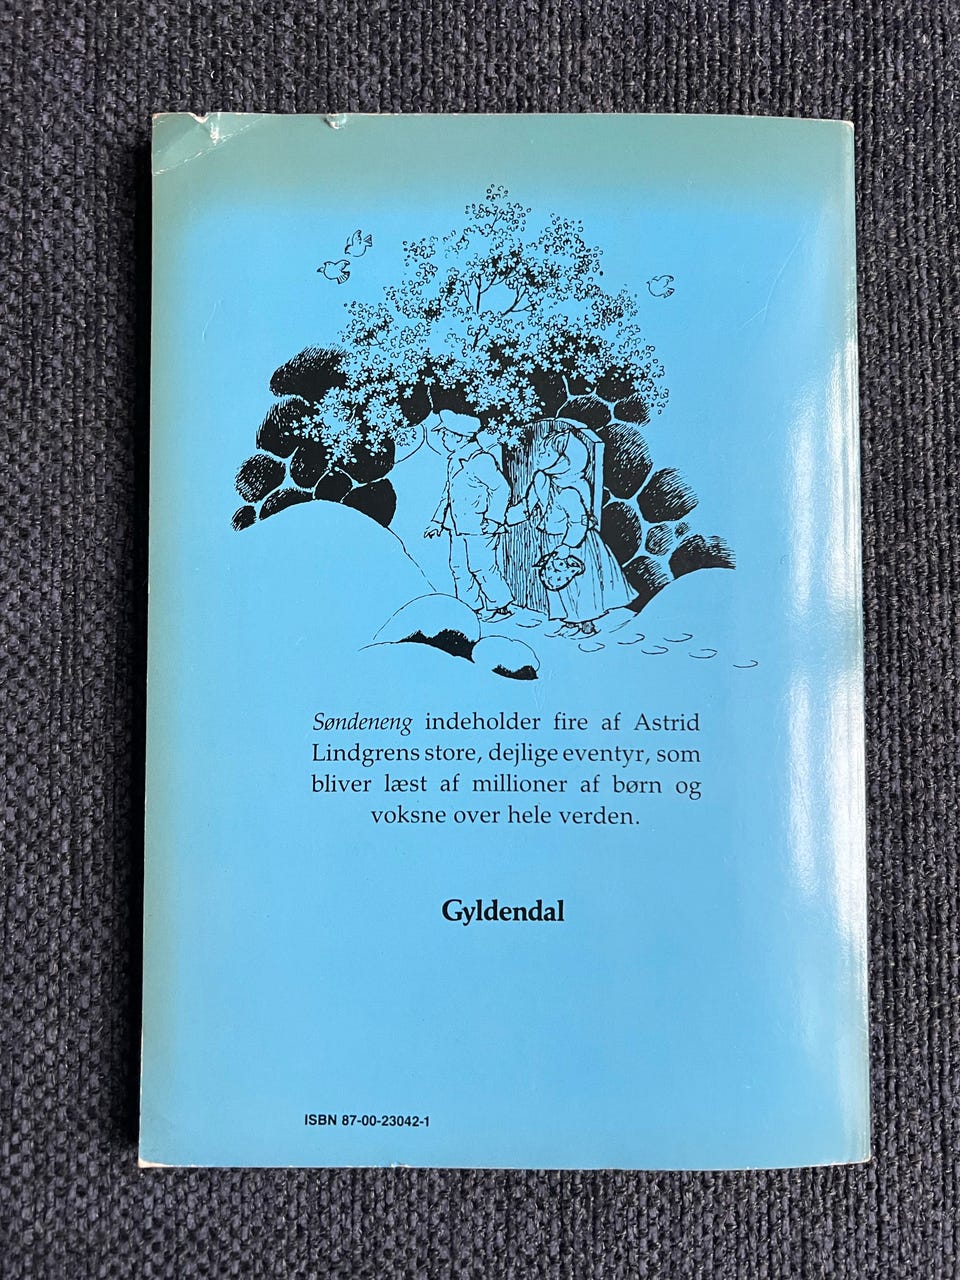 Søndeneng indeholder fire af Astrid
Lindgrens store, dejlige eventyr, som
bliver læst af millioner af børn og
voksne over hele verden.
Gyldendal
ISBN 87-00-23042-1